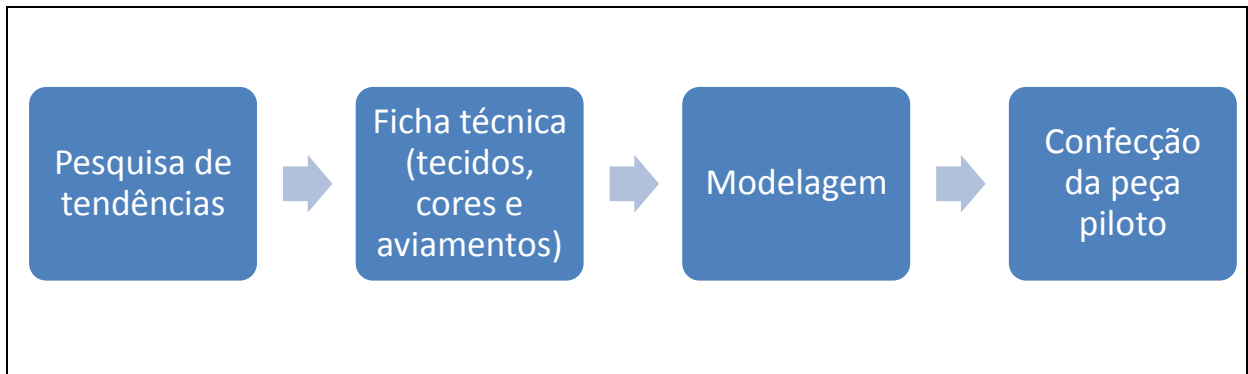 Pesquisa de
tendências
Ficha técnica
(tecidos,
cores e
aviamentos)
Modelagem
Confecção
da peça
piloto